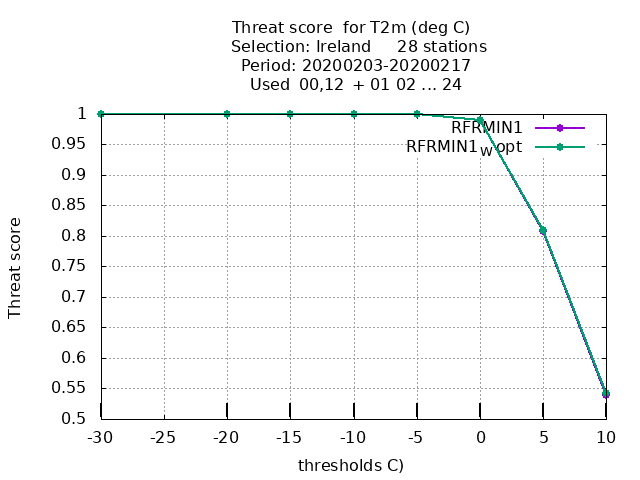 Threat score  for T2m (deg C)
Selection: Ireland     28 stations
Period: 20200203-20200217
Used  00,12  + 01 02 ... 24
1
0.95
0.9
0.85
0.8
0.75
0.7
0.65
0.6
0.55
0.5
Threat score
RFRMIN1
RFRMIN1Wopt
-30 -25 -20 -15 -10 -5 0 5 10
thresholds C)